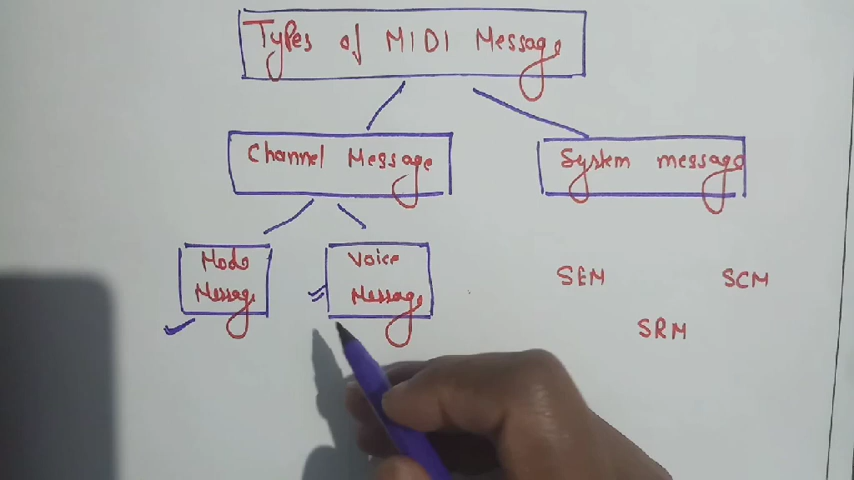 Types of MIDI Message
Channel Message
System message
Mode
Message
Voice
Message
SEM
SCM
SRM